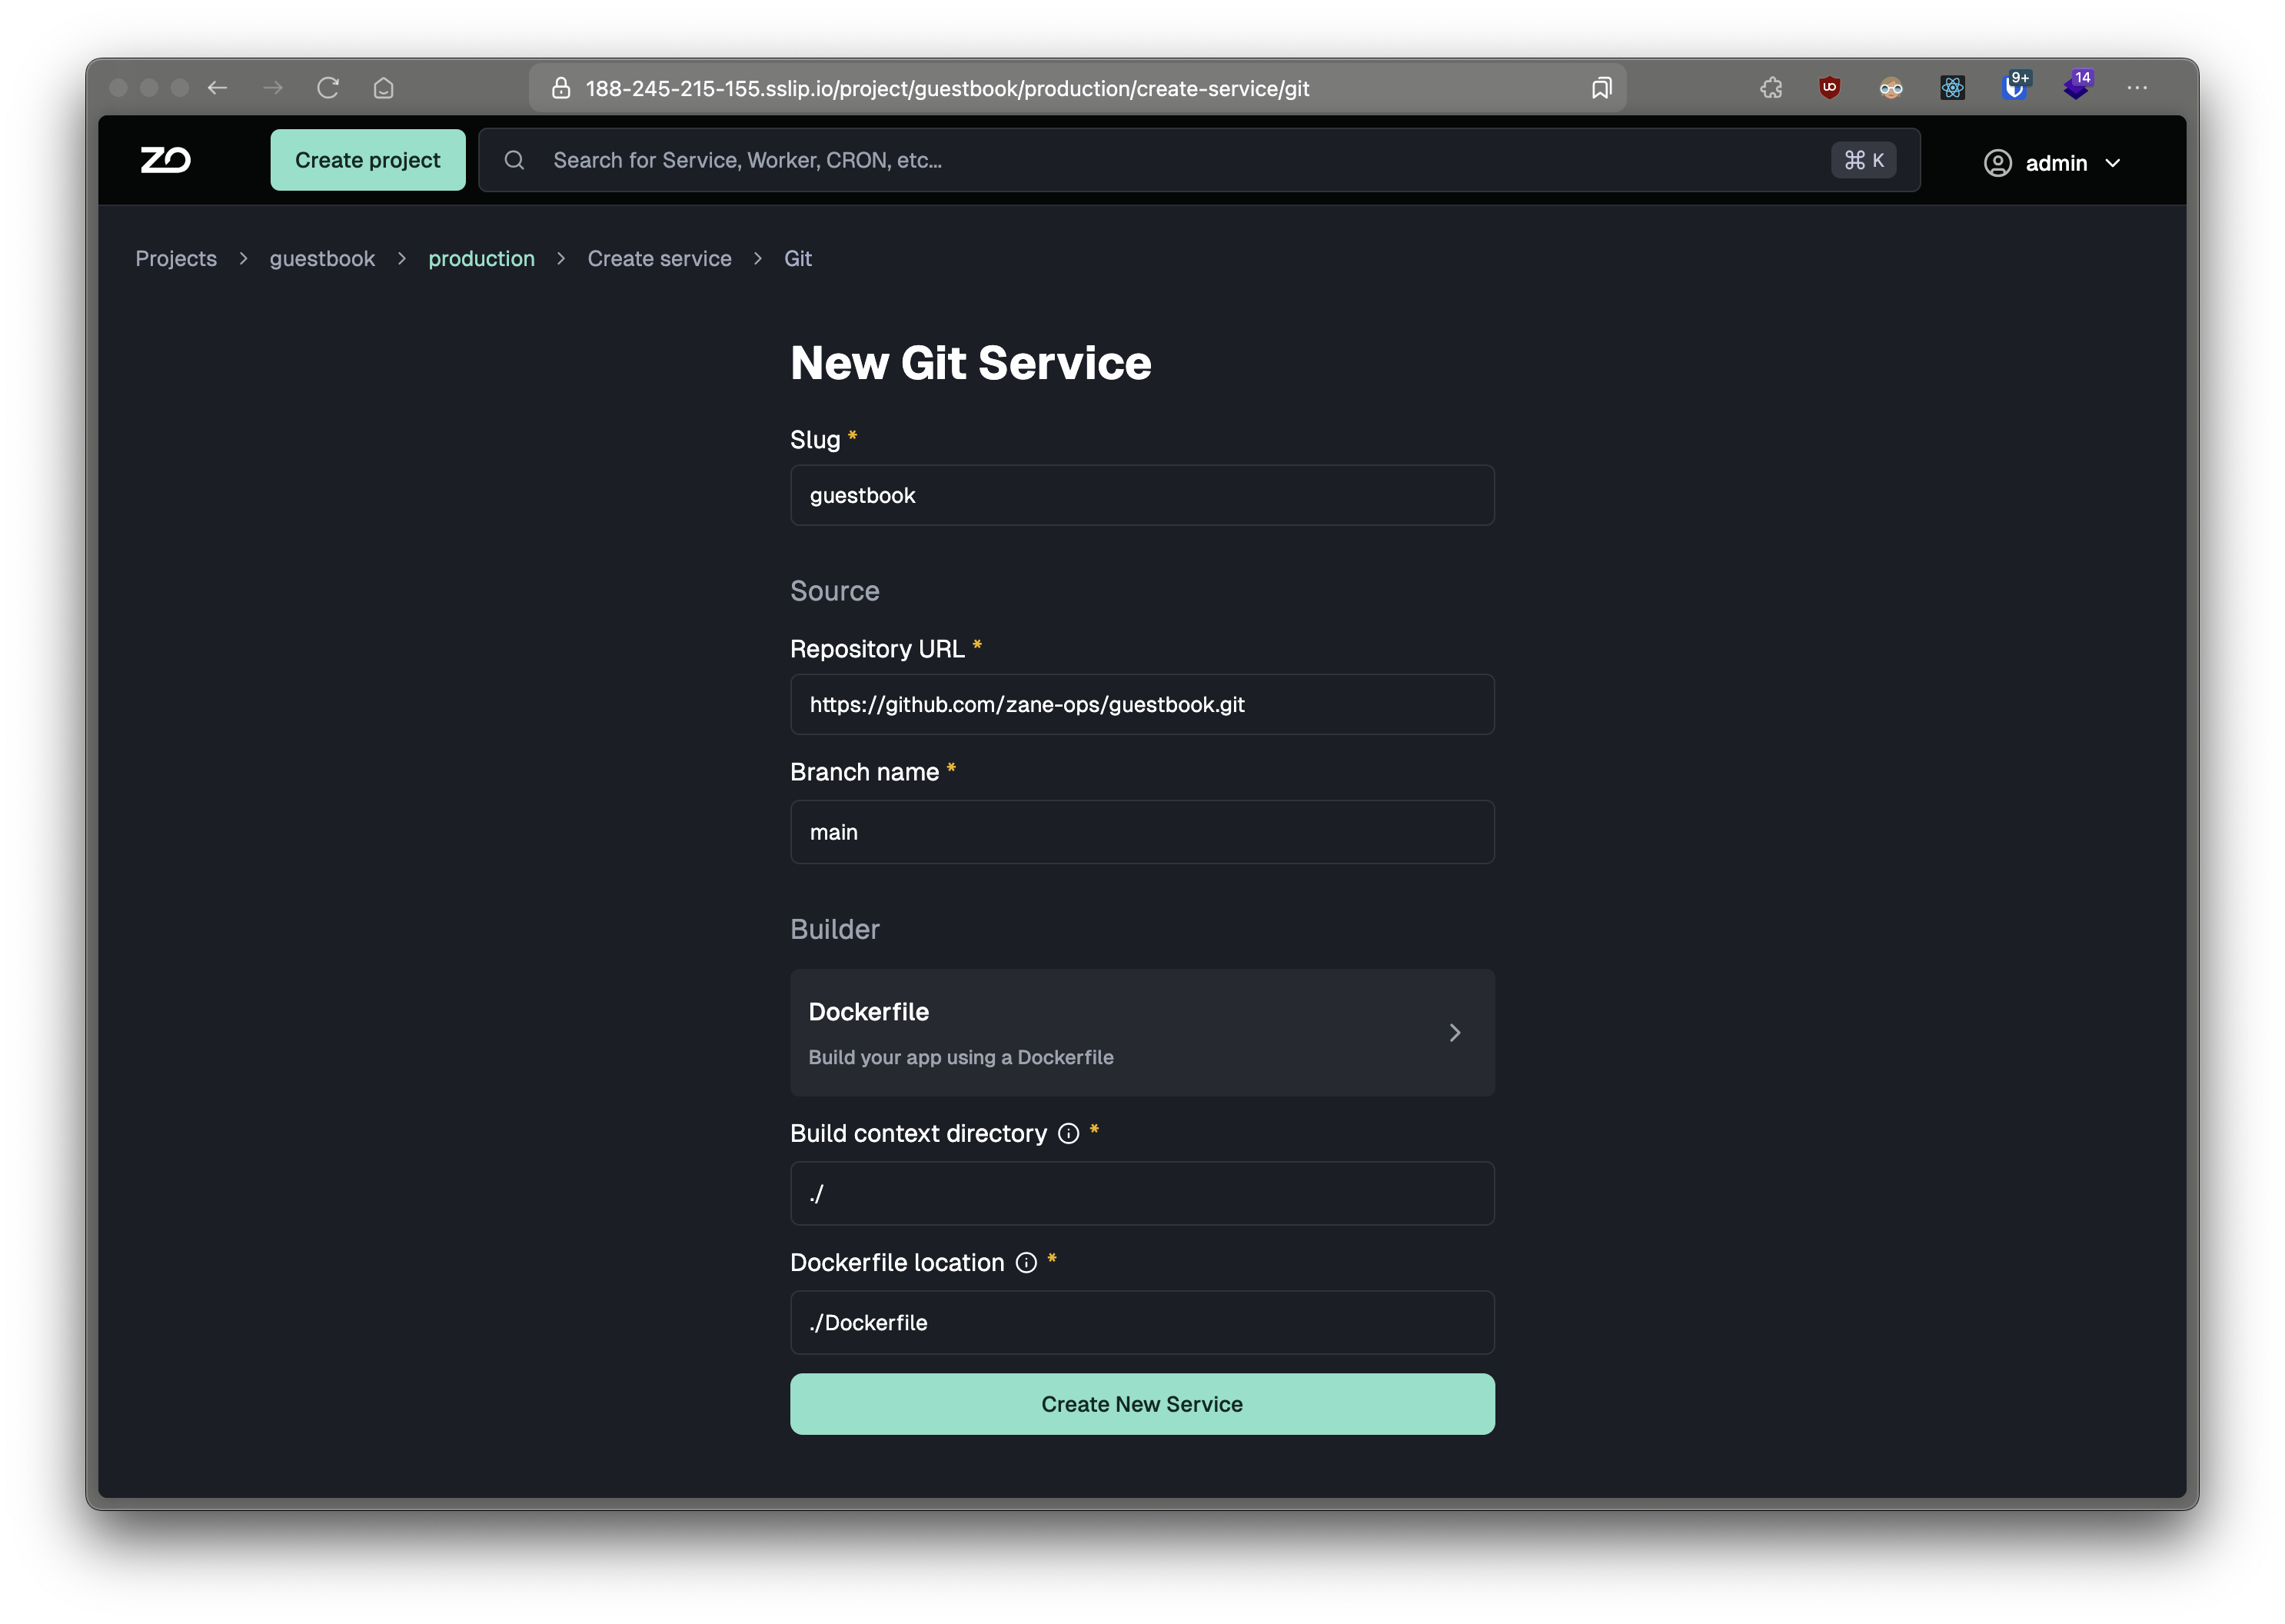 188-245-215-155.sslip.io/project/guestbook/production/create-service/git
9+
14
ZO
Create project
Search for Service, Worker, CRON, etc...
⌘ K
admin
Projects > guestbook > production > Create service > Git
New Git Service
Slug *
guestbook
Source
Repository URL *
https://github.com/zane-ops/guestbook.git
Branch name *
main
Builder
Dockerfile
Build your app using a Dockerfile
Build context directory *
./
Dockerfile location *
./Dockerfile
Create New Service